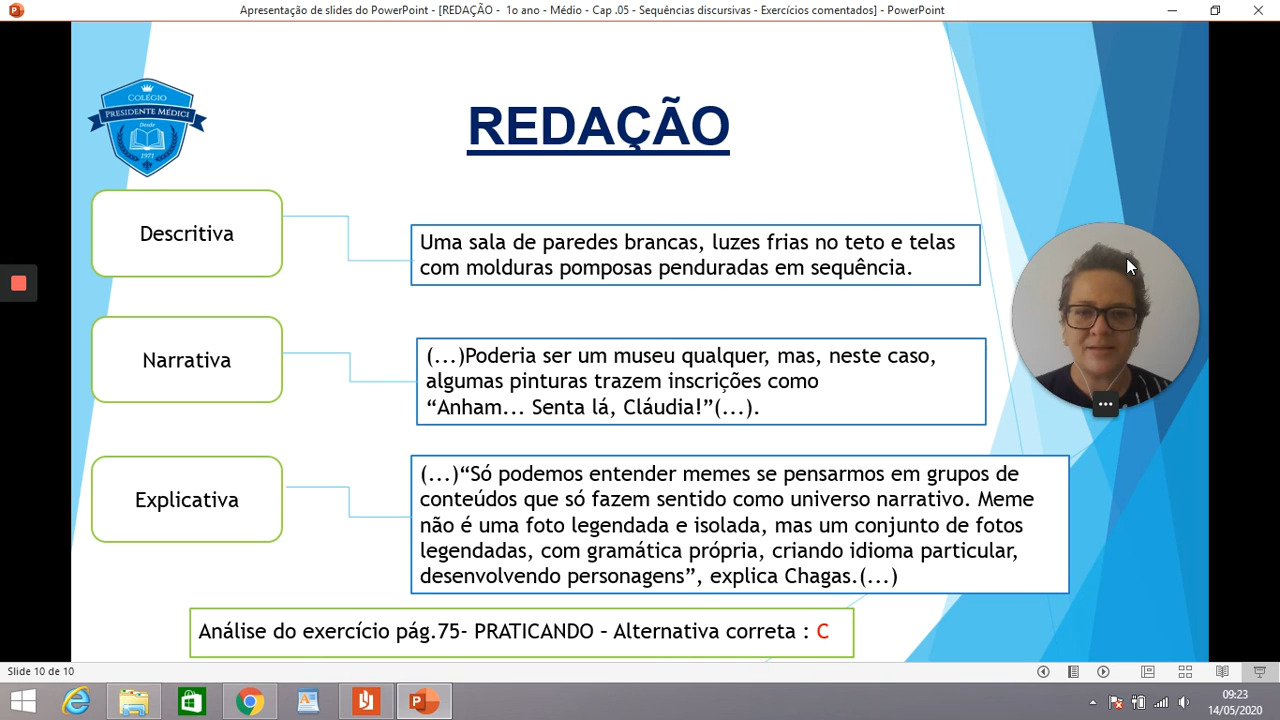 Apresentação de slides do PowerPoint - [REDAÇÃO -  1o ano - Médio - Cap .05 - Sequências discursivas - Exercícios comentados] - PowerPoint
COLÉGIO
PRESIDENTE MÉDICI
Desde
1971
REDAÇÃO
Descritiva
Uma sala de paredes brancas, luzes frias no teto e telas
com molduras pomposas penduradas em sequência.
Narrativa
(...)Poderia ser um museu qualquer, mas, neste caso,
algumas pinturas trazem inscrições como
“Anham... Senta lá, Cláudia!”(...).
Explicativa
(...)“Só podemos entender memes se pensarmos em grupos de
conteúdos que só fazem sentido como universo narrativo. Meme
não é uma foto legendada e isolada, mas um conjunto de fotos
legendadas, com gramática própria, criando idioma particular,
desenvolvendo personagens”, explica Chagas.(...)
Análise do exercício pág.75- PRATICANDO – Alternativa correta : C
Slide 10 de 10
09:23
14/05/2020